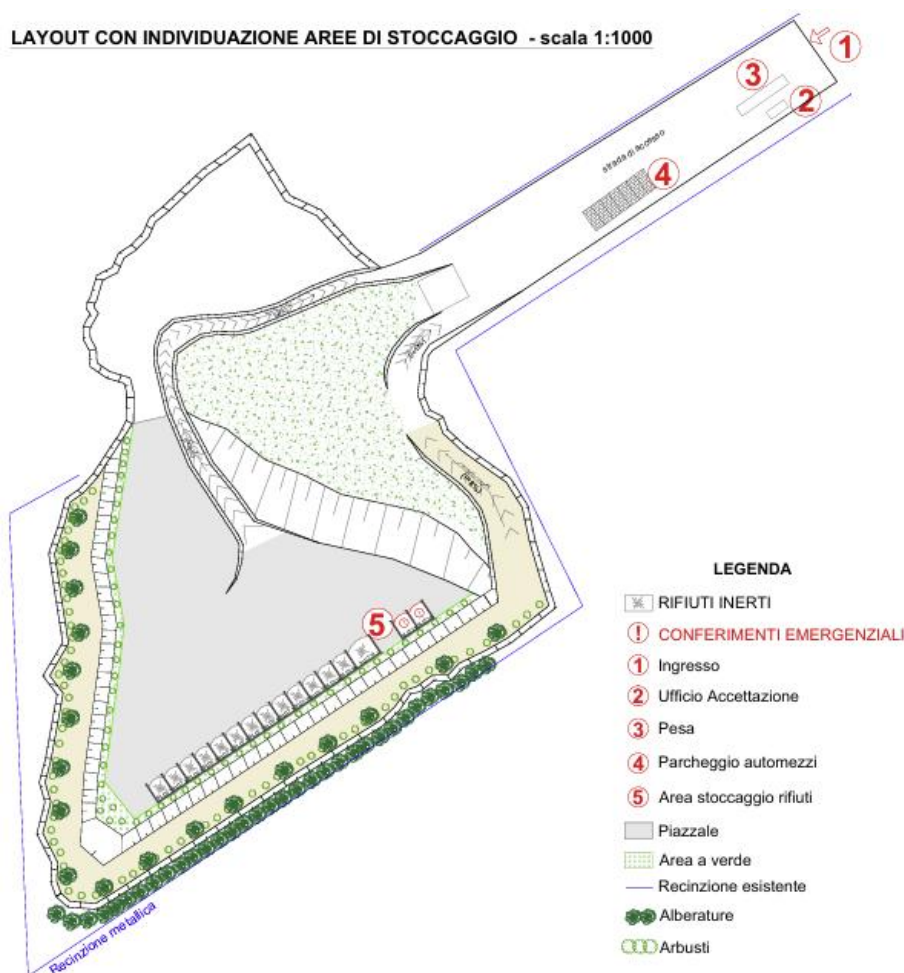 LAYOUT CON INDIVIDUAZIONE AREE DI STOCCAGGIO - scala 1:1000
1
3
2
strada di accesso
4
5
LEGENDA
RIFIUTI INERTI
! CONFERIMENTI EMERGENZIALI
1 Ingresso
2 Ufficio Accettazione
3 Pesa
4 Parcheggio automezzi
5 Area stoccaggio rifiuti
Piazzale
Area a verde
Recinzione esistente
Alberature
Arbusti
Recinzione metallica